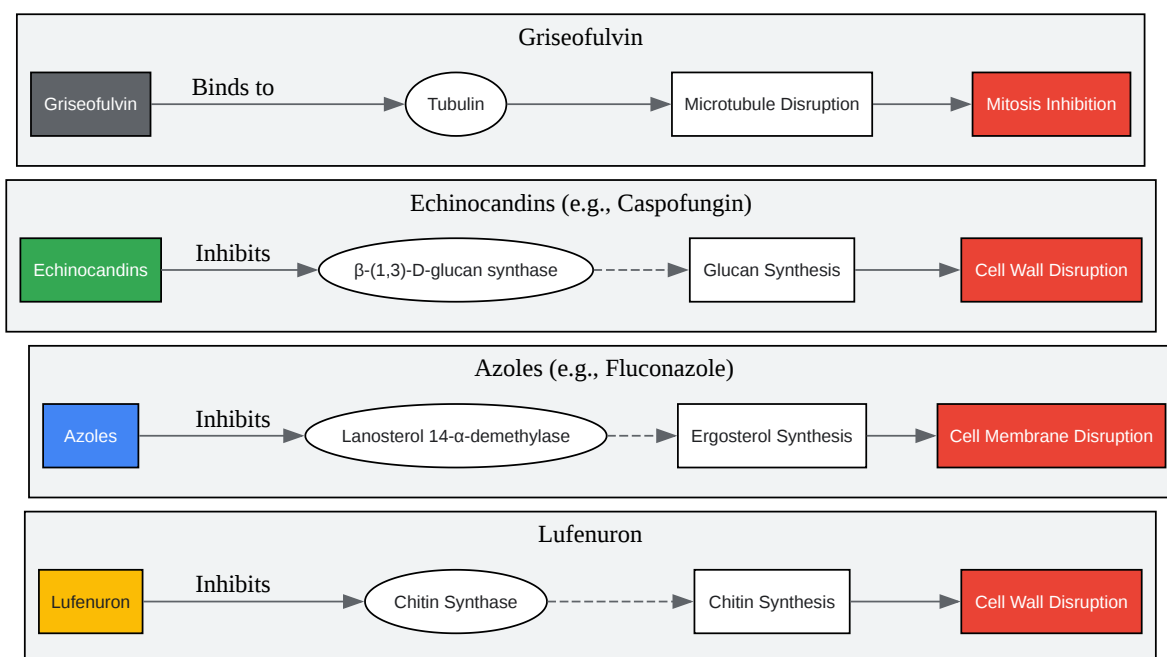 Griseofulvin
Griseofulvin
Binds to
Tubulin
Microtubule Disruption
Mitosis Inhibition
Echinocandins (e.g., Caspofungin)
Echinocandins
Inhibits
β-(1,3)-D-glucan synthase
Glucan Synthesis
Cell Wall Disruption
Azoles (e.g., Fluconazole)
Azoles
Inhibits
Lanosterol 14-α-demethylase
Ergosterol Synthesis
Cell Membrane Disruption
Lufenuron
Lufenuron
Inhibits
Chitin Synthase
Chitin Synthesis
Cell Wall Disruption